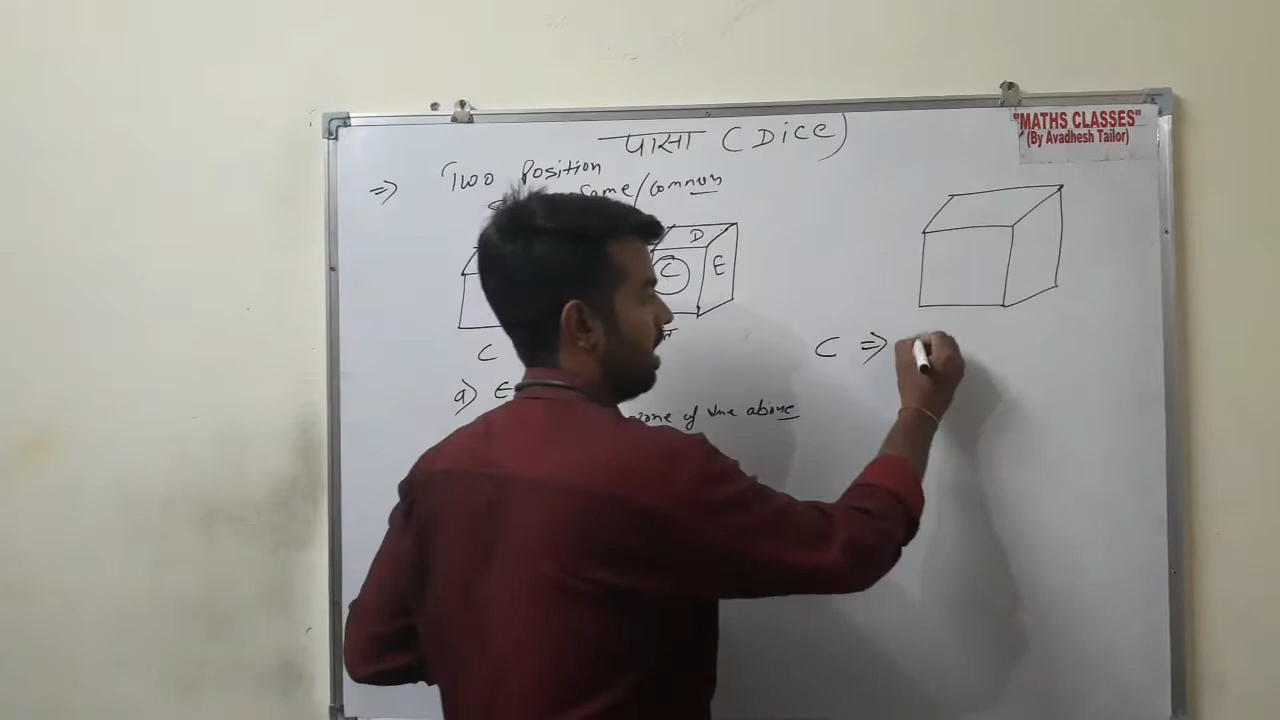 "MATHS CLASSES"
(By Avadhesh Tailor)
पासा (Dice)
=> Two Position
Same/common
D
C E
C
a) E
none of the above
C =>